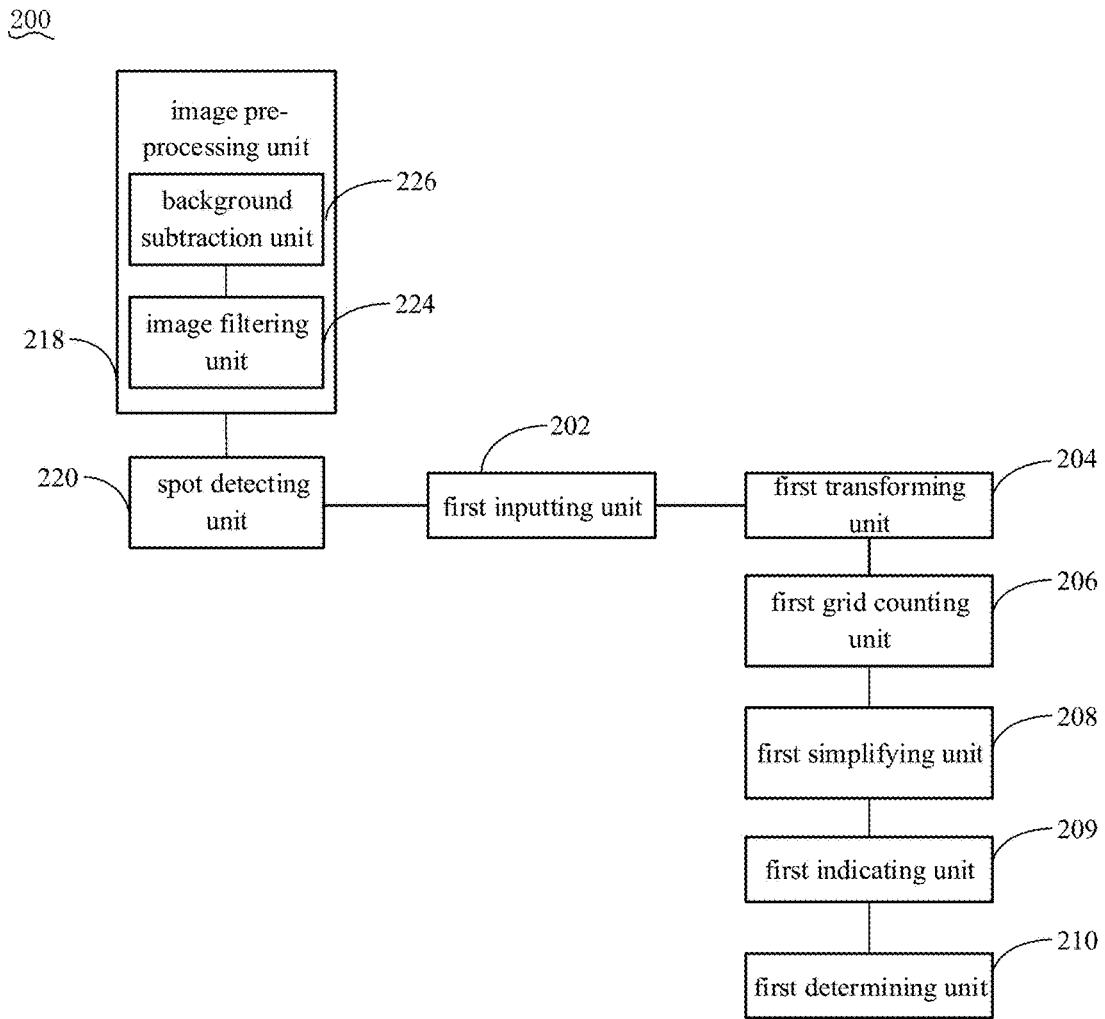 200
image pre-
processing unit
background
subtraction unit
226
image filtering
unit
224
218
spot detecting
unit
220
first inputting unit
202
first transforming
unit
204
first grid counting
unit
206
first simplifying unit
208
first indicating unit
209
first determining unit
210